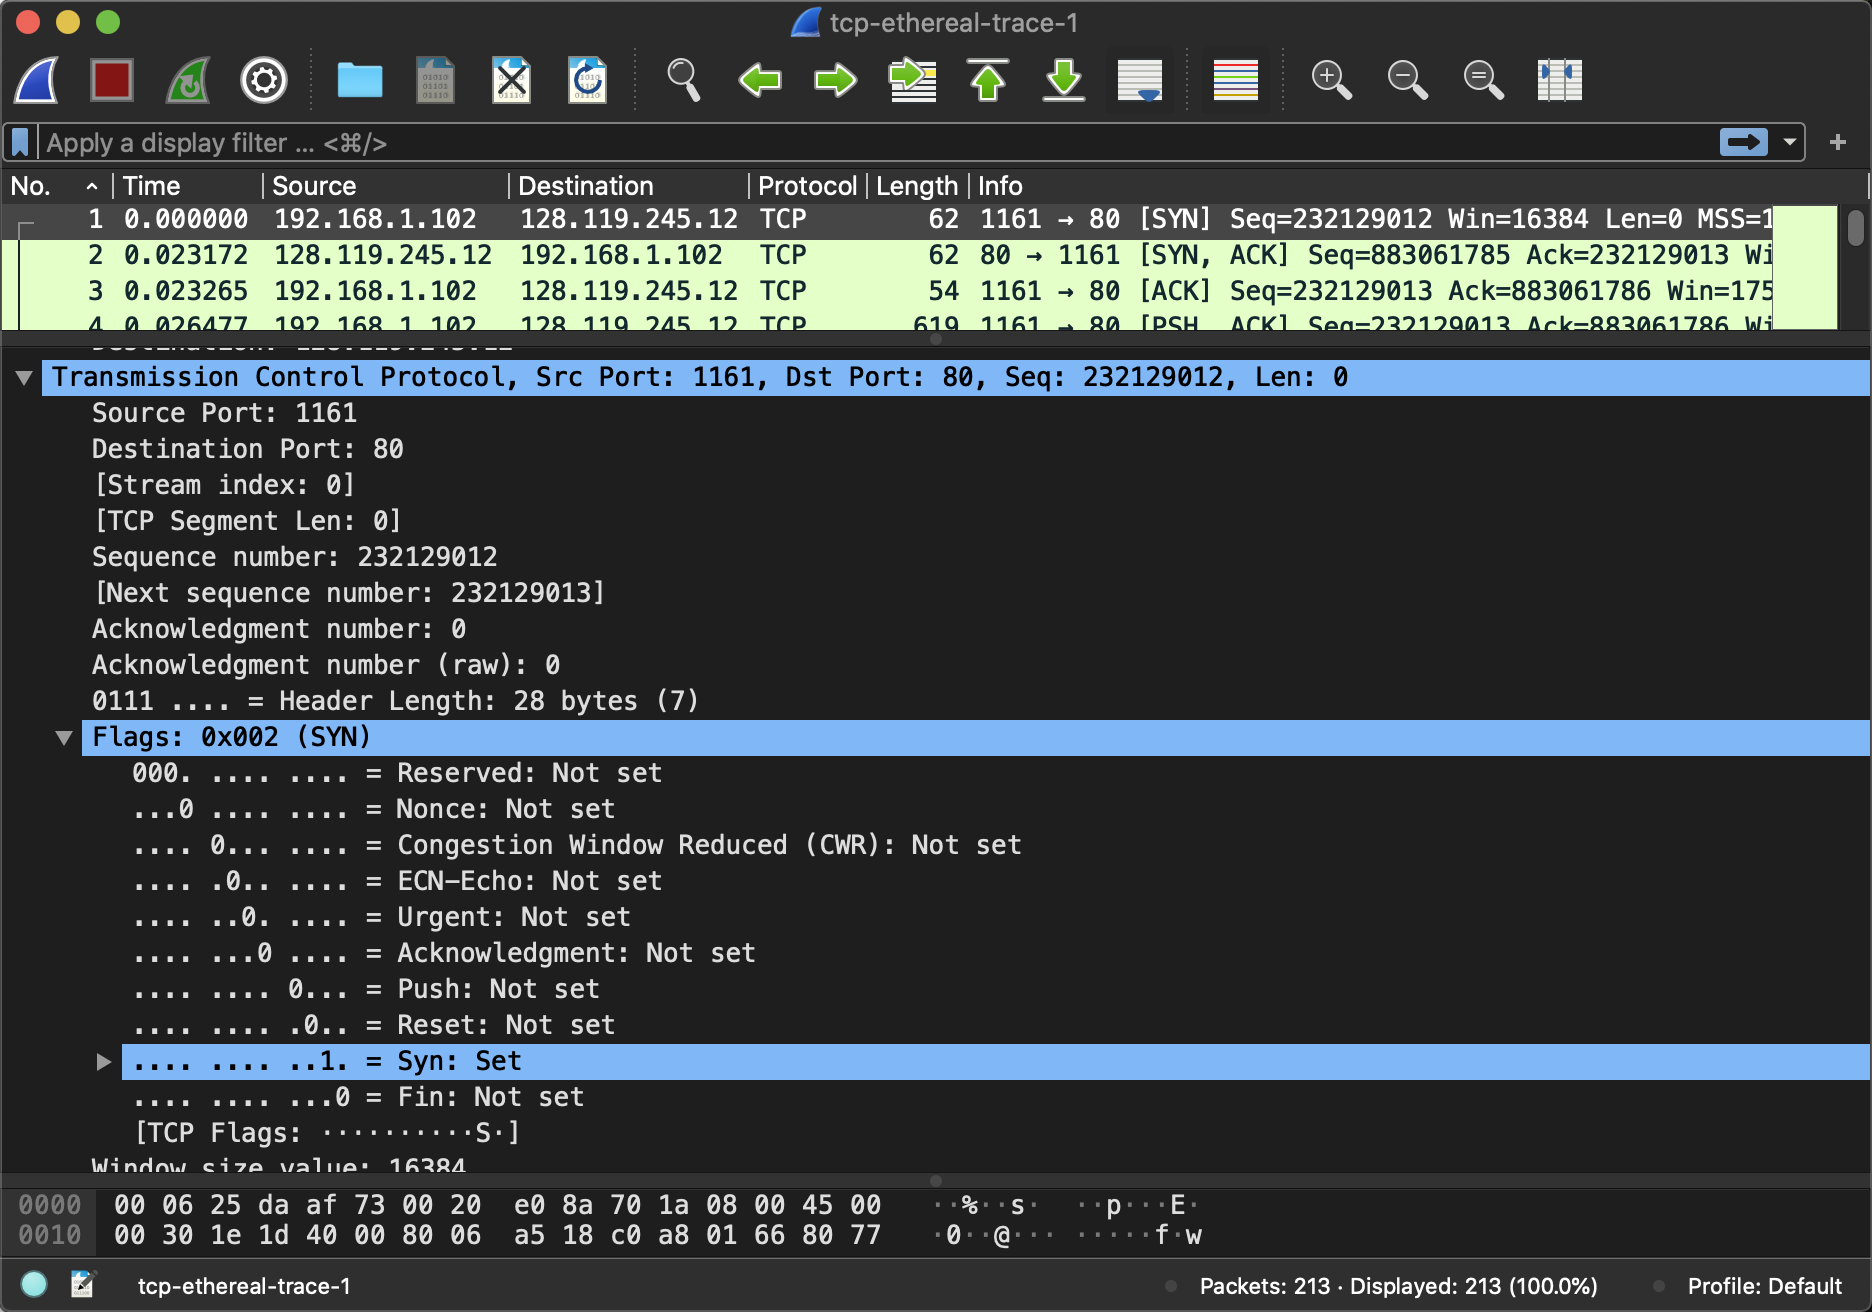 tcp-ethereal-trace-1
Apply a display filter ... <⌘/>
No. Time Source Destination Protocol Length Info
1 0.000000 192.168.1.102 128.119.245.12 TCP 62 1161 → 80 [SYN] Seq=232129012 Win=16384 Len=0 MSS=1
2 0.023172 128.119.245.12 192.168.1.102 TCP 62 80 → 1161 [SYN, ACK] Seq=883061785 Ack=232129013 Wi
3 0.023265 192.168.1.102 128.119.245.12 TCP 54 1161 → 80 [ACK] Seq=232129013 Ack=883061786 Win=175
4 0.026477 192.168.1.102 128.119.245.12 TCP 619 1161 → 80 [PSH, ACK] Seq=232129013 Ack=883061786 Wi
Destination: 128.119.245.12
Transmission Control Protocol, Src Port: 1161, Dst Port: 80, Seq: 232129012, Len: 0
Source Port: 1161
Destination Port: 80
[Stream index: 0]
[TCP Segment Len: 0]
Sequence number: 232129012
[Next sequence number: 232129013]
Acknowledgment number: 0
Acknowledgment number (raw): 0
0111 .... = Header Length: 28 bytes (7)
Flags: 0x002 (SYN)
000. .... .... = Reserved: Not set
...0 .... .... = Nonce: Not set
.... 0... .... = Congestion Window Reduced (CWR): Not set
.... .0.. .... = ECN-Echo: Not set
.... ..0. .... = Urgent: Not set
.... ...0 .... = Acknowledgment: Not set
.... .... 0... = Push: Not set
.... .... .0.. = Reset: Not set
.... .... ..1. = Syn: Set
.... .... ...0 = Fin: Not set
[TCP Flags: ··········S·]
Window size value: 16384
0000 00 06 25 da af 73 00 20 e0 8a 70 1a 08 00 45 00 ··%··s· ··p···E·
0010 00 30 1e 1d 40 00 80 06 a5 18 c0 a8 01 66 80 77 ·0··@··· ·····f·w
tcp-ethereal-trace-1 Packets: 213 · Displayed: 213 (100.0%) Profile: Default